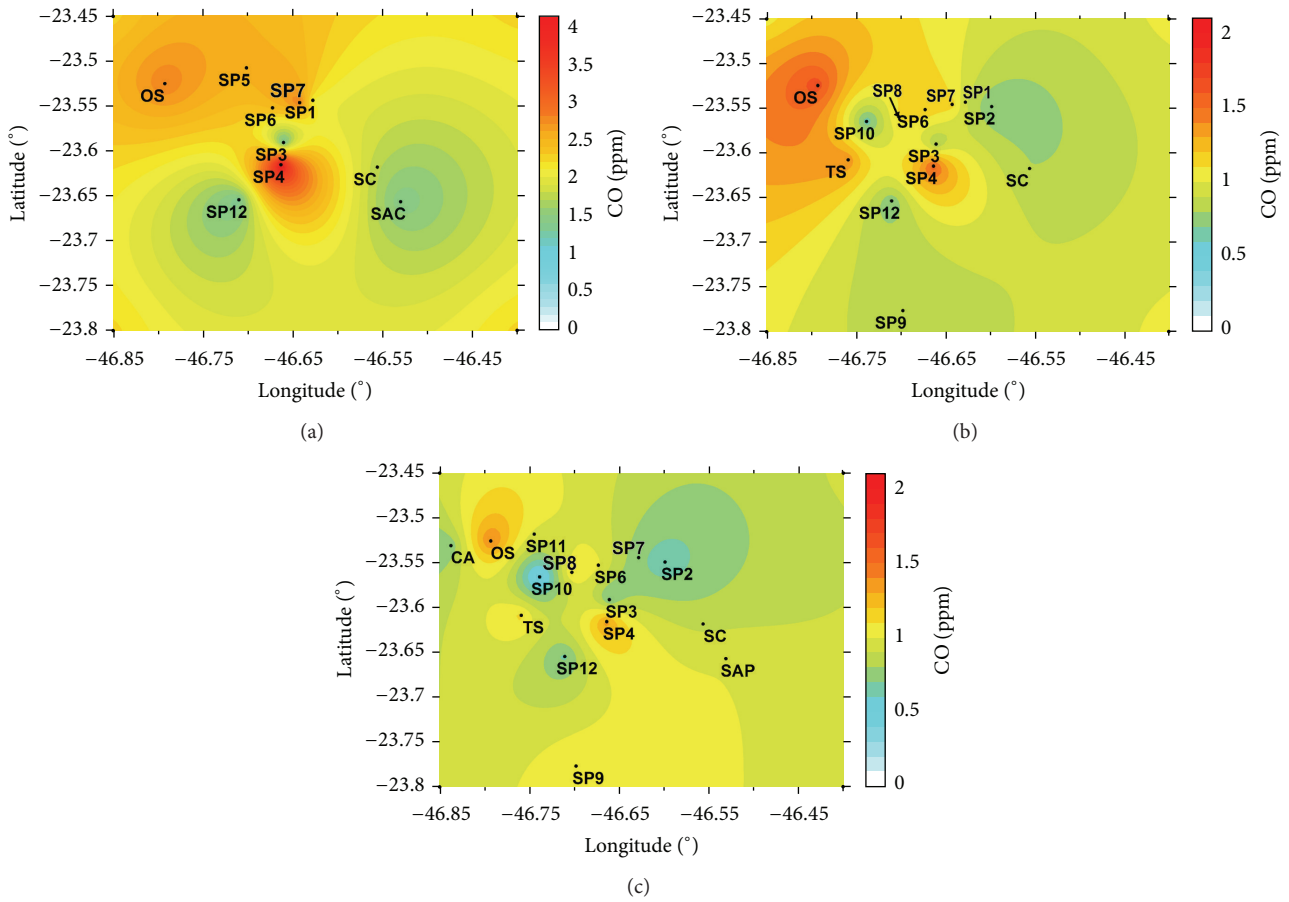 −23.45
−23.5
−23.55
−23.6
−23.65
−23.7
−23.75
−23.8
Latitude (°)
−46.85
−46.75
−46.65
−46.55
−46.45
Longitude (°)
OS
SP5
SP7
SP6
SP1
SP3
SP4
SC
SP12
SAC
4
3.5
3
2.5
2
1.5
1
0.5
0
CO (ppm)
(a)
−23.45
−23.5
−23.55
−23.6
−23.65
−23.7
−23.75
−23.8
Latitude (°)
−46.85
−46.75
−46.65
−46.55
−46.45
Longitude (°)
OS
SP8
SP7
SP1
SP10
SP6
SP2
TS
SP3
SP4
SC
SP12
SP9
2
1.5
1
0.5
0
CO (ppm)
(b)
−23.45
−23.5
−23.55
−23.6
−23.65
−23.7
−23.75
−23.8
Latitude (°)
−46.85
−46.75
−46.65
−46.55
−46.45
Longitude (°)
CA
OS
SP11
SP8
SP7
SP10
SP6
SP2
SP3
TS
SP4
SC
SP12
SAP
SP9
2
1.5
1
0.5
0
CO (ppm)
(c)